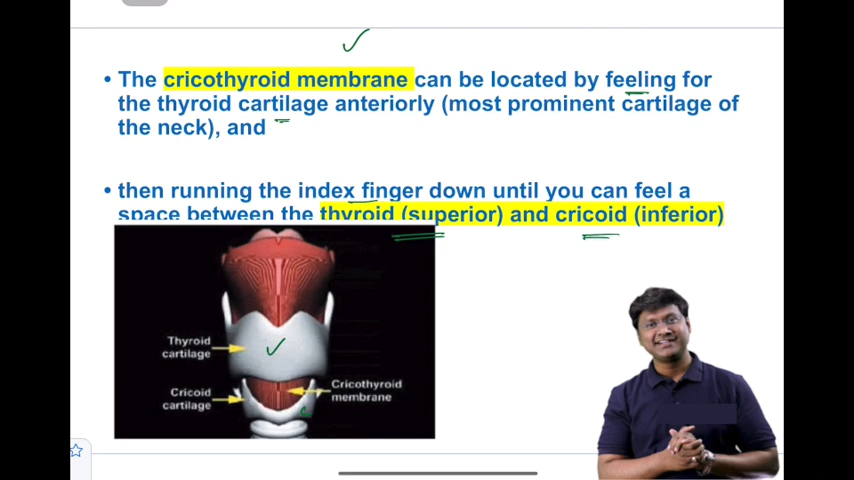 • The cricothyroid membrane can be located by feeling for
the thyroid cartilage anteriorly (most prominent cartilage of
the neck), and
• then running the index finger down until you can feel a
space between the thyroid (superior) and cricoid (inferior)
Thyroid
cartilage
Cricoid
cartilage
Cricothyroid
membrane